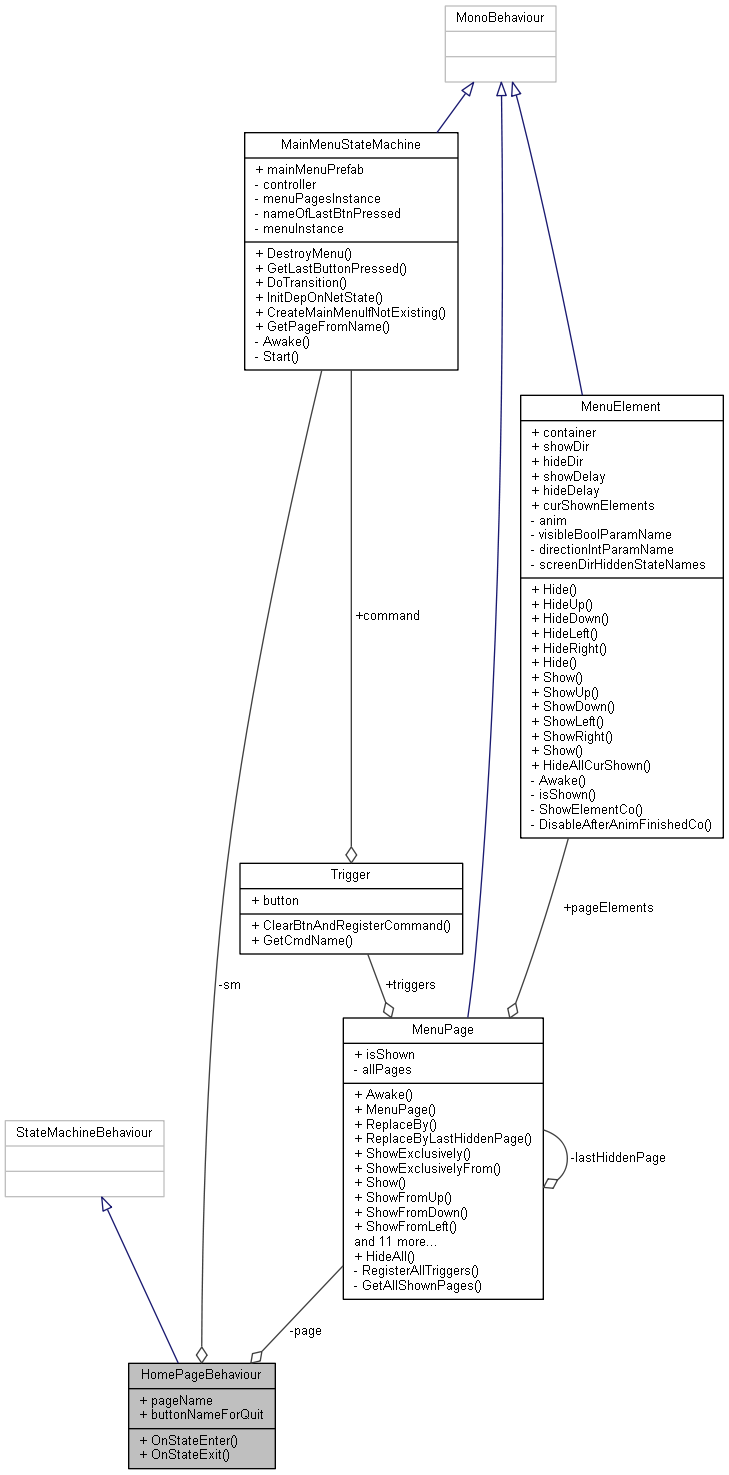 MonoBehaviour
MainMenuStateMachine
+ mainMenuPrefab
- controller
- menuPagesInstance
- nameOfLastBtnPressed
- menuInstance
+ DestroyMenu()
+ GetLastButtonPressed()
+ DoTransition()
+ InitDepOnNetState()
+ CreateMainMenuIfNotExisting()
+ GetPageFromName()
- Awake()
- Start()
MenuElement
+ container
+ showDir
+ hideDir
+ showDelay
+ hideDelay
+ curShownElements
- anim
- visibleBoolParamName
- directionIntParamName
- screenDirHiddenStateNames
+ Hide()
+ HideUp()
+ HideDown()
+ HideLeft()
+ HideRight()
+ Hide()
+ Show()
+ ShowUp()
+ ShowDown()
+ ShowLeft()
+ ShowRight()
+ Show()
+ HideAllCurShown()
- Awake()
- isShown()
- ShowElementCo()
- DisableAfterAnimFinishedCo()
+command
Trigger
+ button
+ ClearBtnAndRegisterCommand()
+ GetCmdName()
+pageElements
-sm
+triggers
MenuPage
+ isShown
- allPages
+ Awake()
+ MenuPage()
+ ReplaceBy()
+ ReplaceByLastHiddenPage()
+ ShowExclusively()
+ ShowExclusivelyFrom()
+ Show()
+ ShowFromUp()
+ ShowFromDown()
+ ShowFromLeft()
and 11 more...
+ HideAll()
- RegisterAllTriggers()
- GetAllShownPages()
-lastHiddenPage
StateMachineBehaviour
-page
HomePageBehaviour
+ pageName
+ buttonNameForQuit
+ OnStateEnter()
+ OnStateExit()